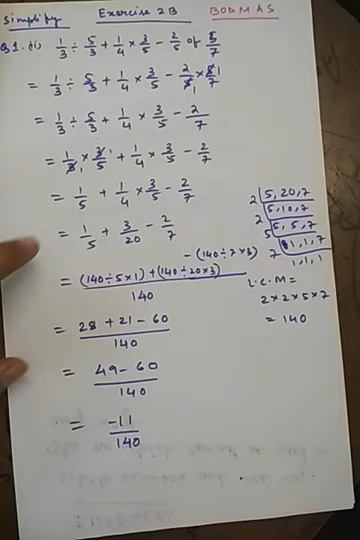 Simplify Exercise 2B BODMAS
Q1.(i) 1/3 ÷ 5/3 + 1/4 × 3/5 − 2/5 of 5/7
= 1/3 ÷ 5/3 + 1/4 × 3/5 − 2/5 × 5/7
= 1/3 ÷ 5/3 + 1/4 × 3/5 − 2/7
= 1/3 × 3/5 + 1/4 × 3/5 − 2/7
= 1/5 + 1/4 × 3/5 − 2/7
= 1/5 + 3/20 − 2/7
= (140÷5×1) + (140÷20×3) − (140÷7×3) / 140
= 28 + 21 − 60 / 140
= 49 − 60 / 140
= −11 / 140
2 | 5, 20, 7
2 | 5, 10, 7
5 | 5, 5, 7
7 | 1, 1, 7
1, 1, 1
L.C.M =
2×2×5×7
= 140